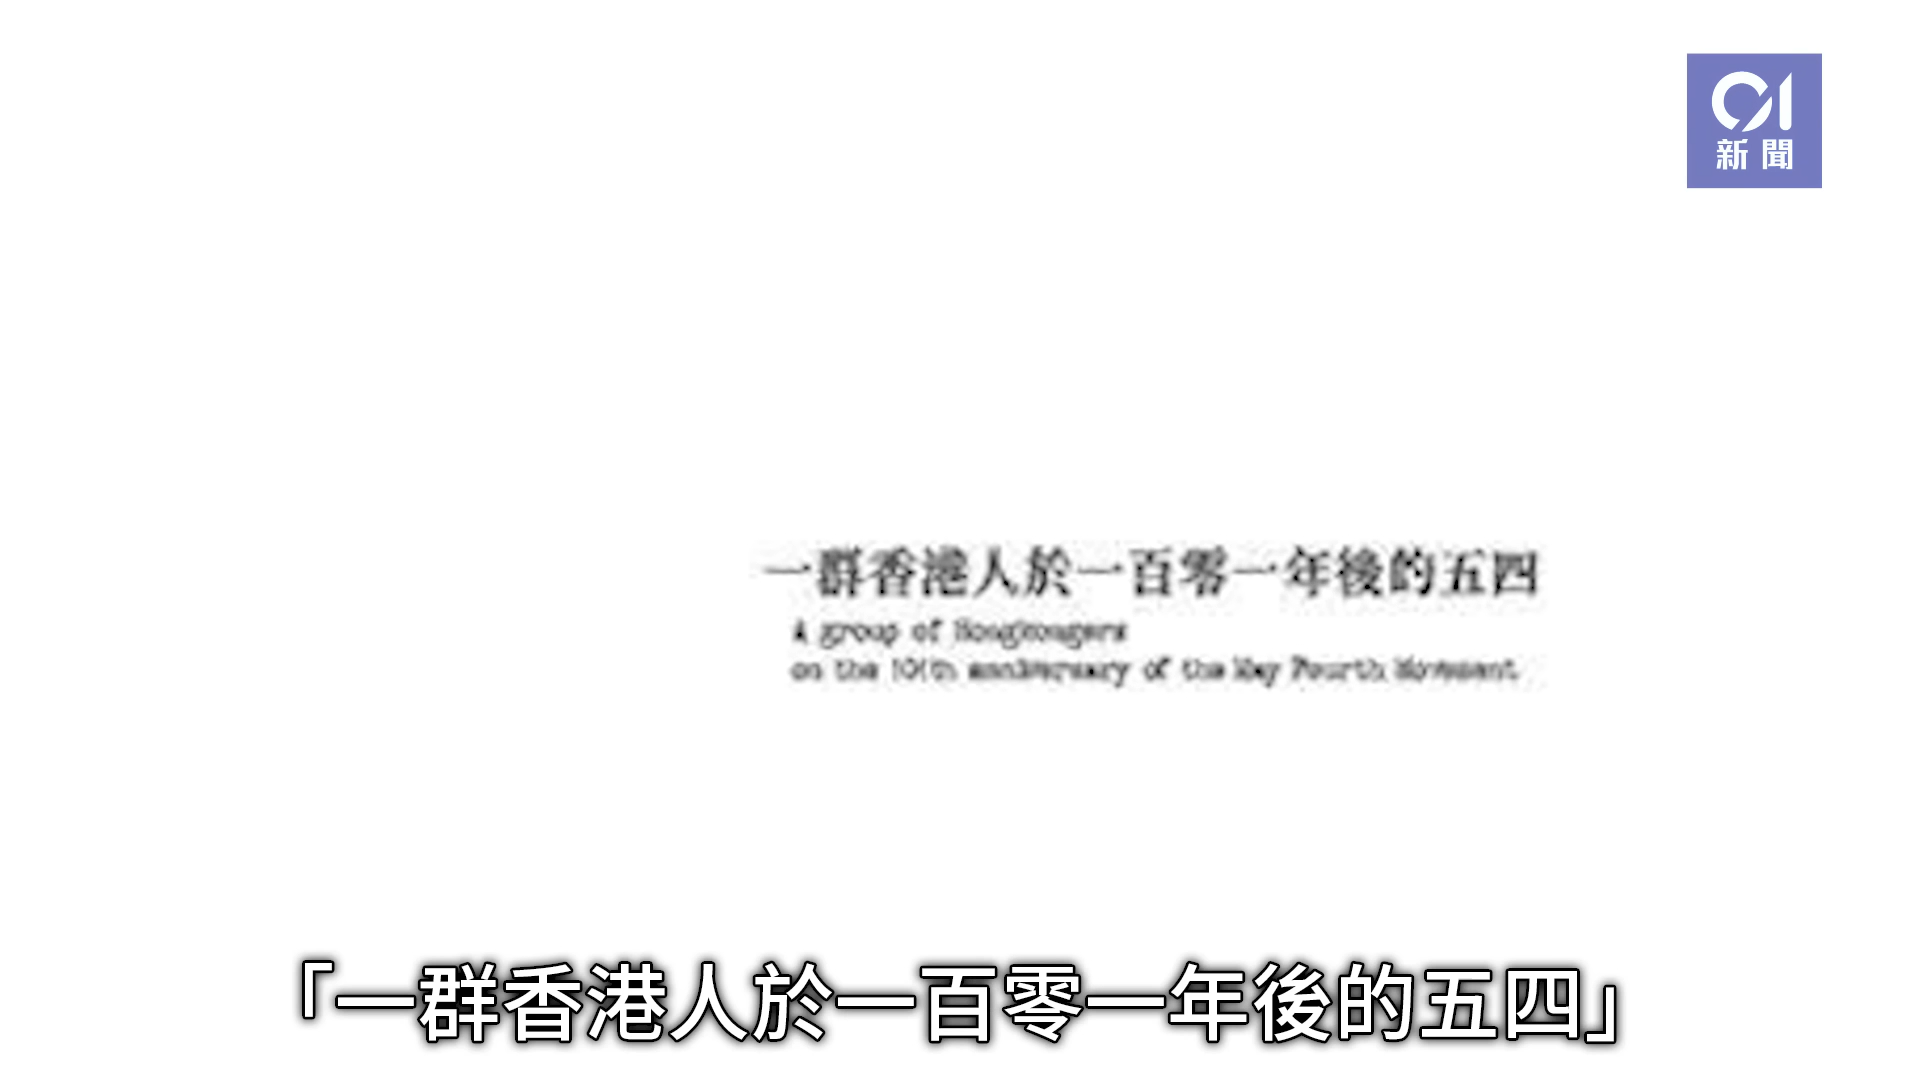 01
新聞
一群香港人於一百零一年後的五四
A group of Hongkongers
on the 101th anniversary of the May Fourth Movement
「一群香港人於一百零一年後的五四」